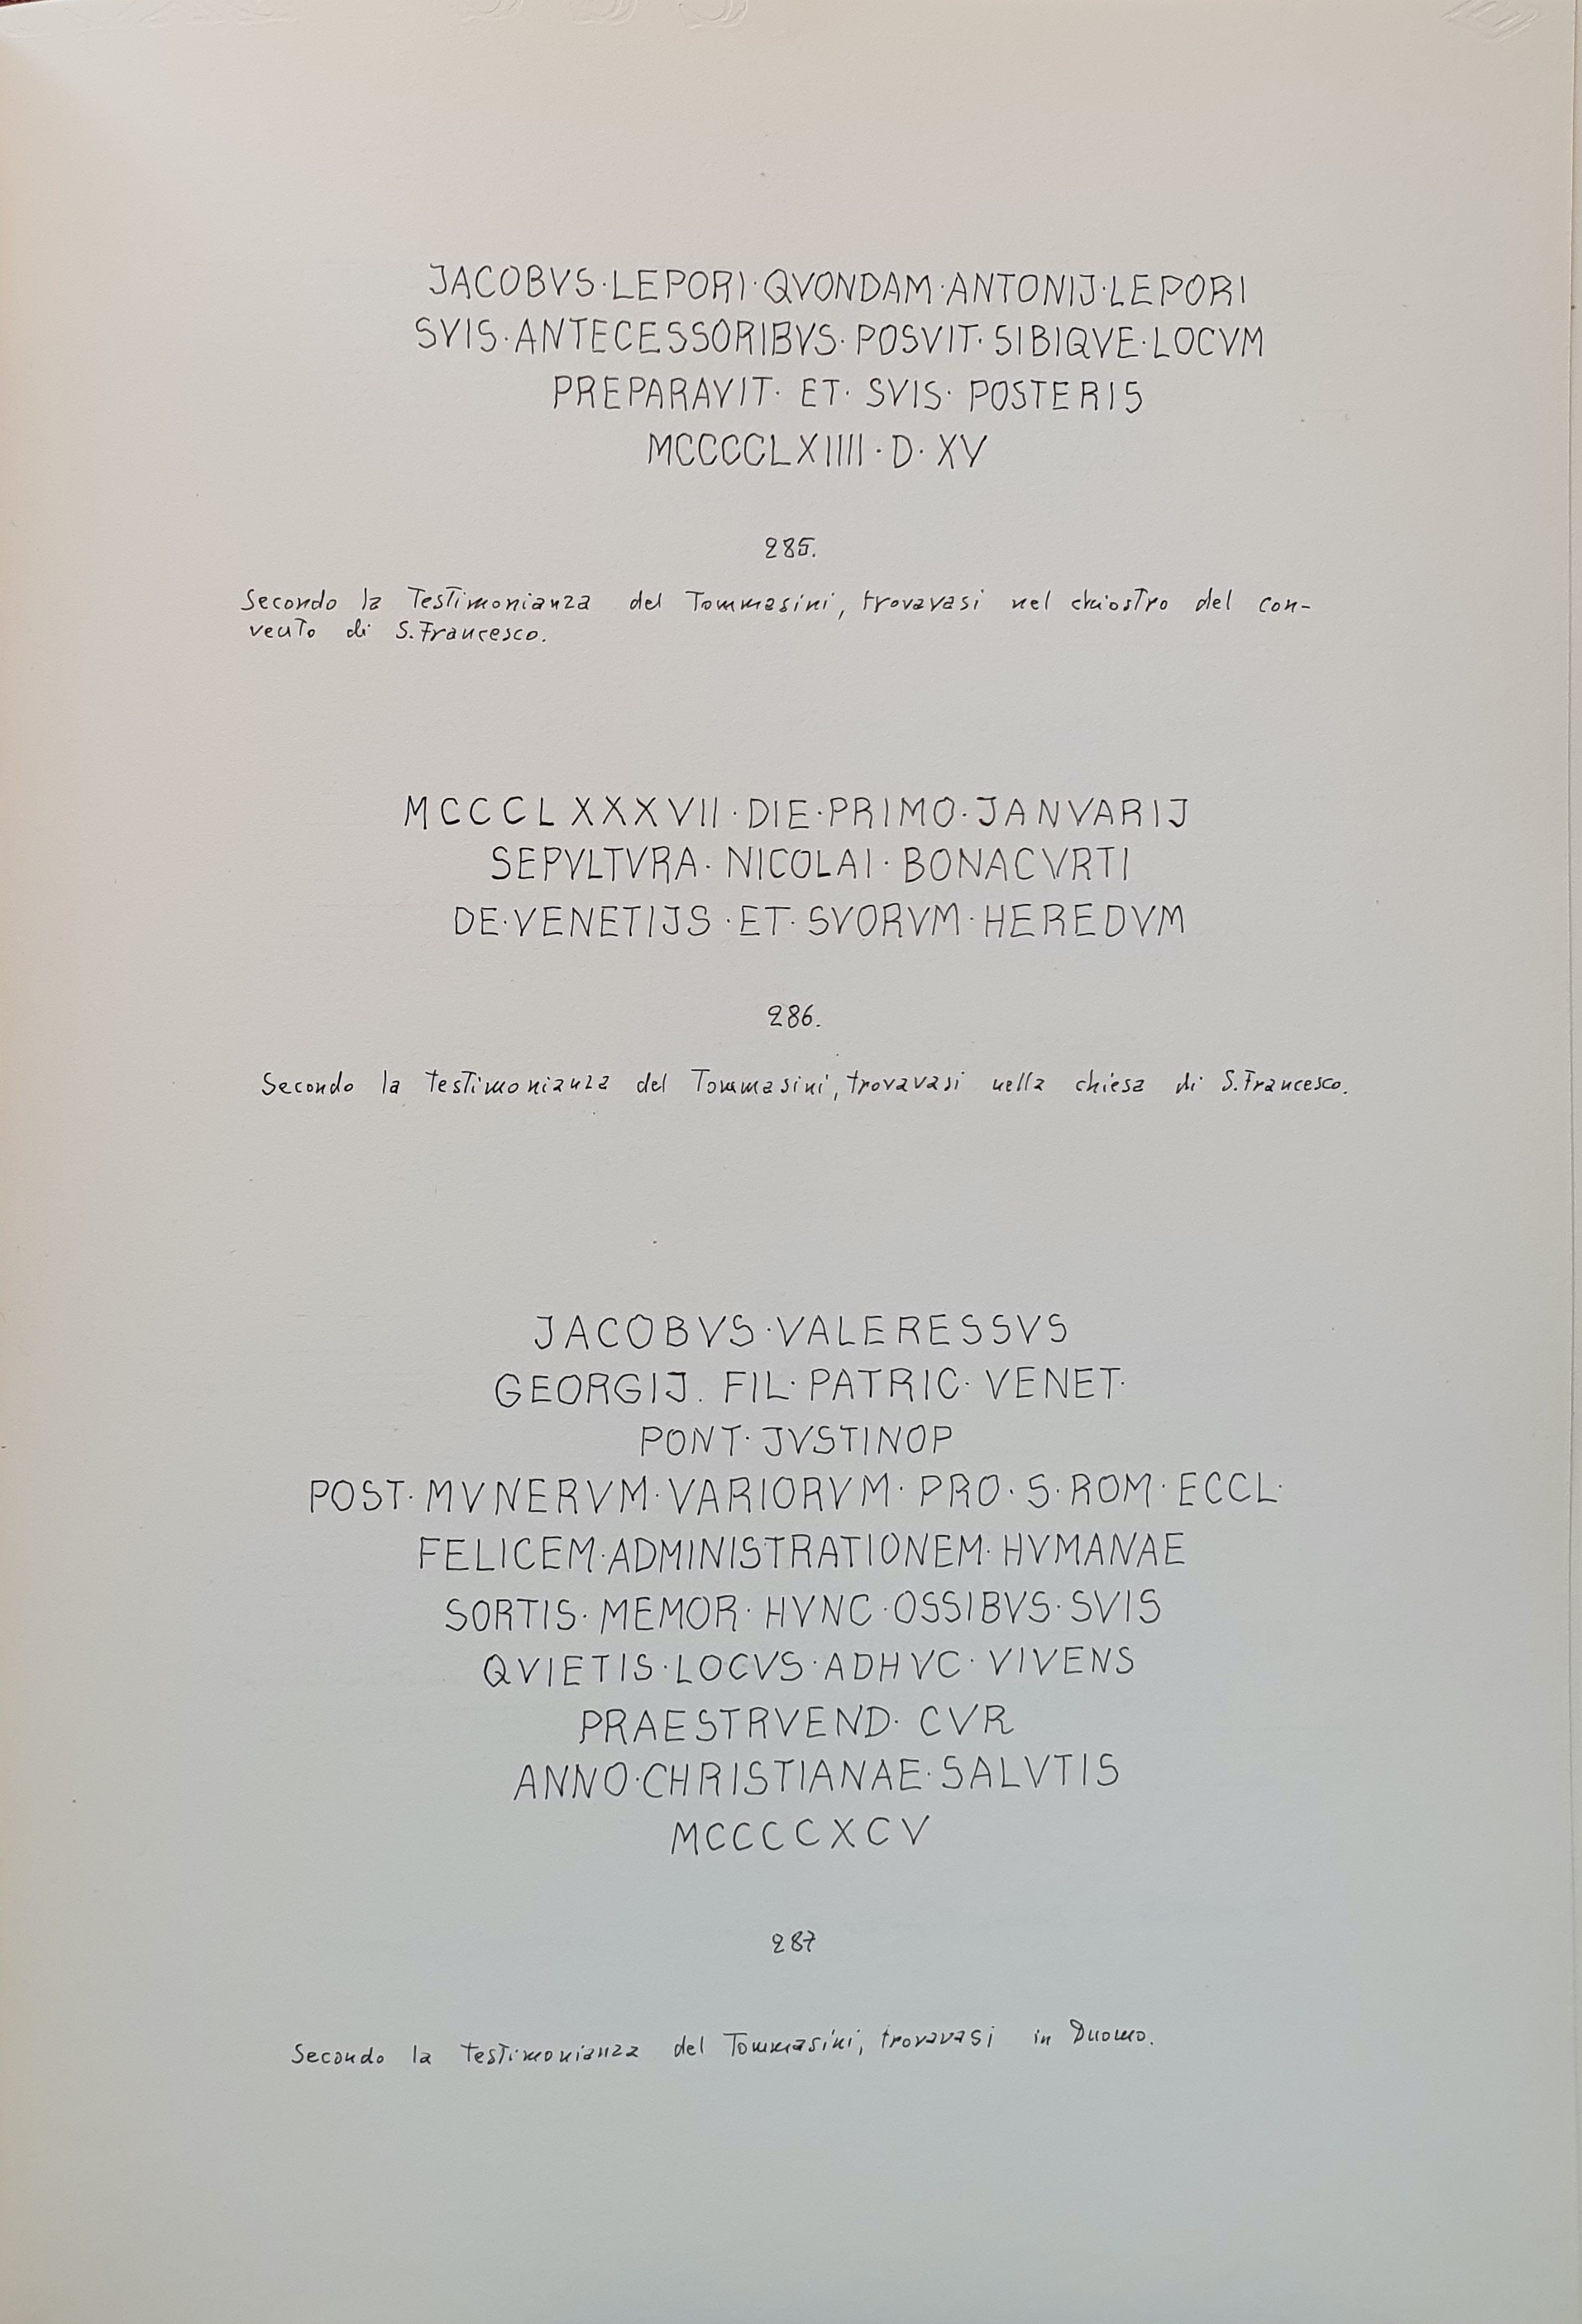 JACOBVS·LEPORI·QVONDAM·ANTONIJ·LEPORI
SVIS·ANTECESSORIBVS·POSVIT·SIBIQVE·LOCVM
PREPARAVIT·ET·SVIS·POSTERIS
MCCCCLXIIII·D·XV
285.
Secondo la Testimonianza del Tommasini, trovavasi nel chiostro del con-
vento di S. Francesco.
MCCCLXXXVII·DIE·PRIMO·JANVARIJ
SEPVLTVRA·NICOLAI·BONACVRTI
DE·VENETIJS·ET·SVORVM·HEREDVM
286.
Secondo la testimonianza del Tommasini, trovavasi nella chiesa di S. Francesco.
JACOBVS·VALERESSVS
GEORGIJ. FIL·PATRIC·VENET·
PONT·JVSTINOP
POST·MVNERVM·VARIORVM·PRO·S·ROM·ECCL·
FELICEM·ADMINISTRATIONEM·HVMANAE
SORTIS·MEMOR·HVNC·OSSIBVS·SVIS
QVIETIS·LOCVS·ADHVC·VIVENS
PRAESTRVEND·CVR
ANNO·CHRISTIANAE·SALVTIS
MCCCCXCV
287
Secondo la testimonianza del Tommasini, trovavasi in Duomo.